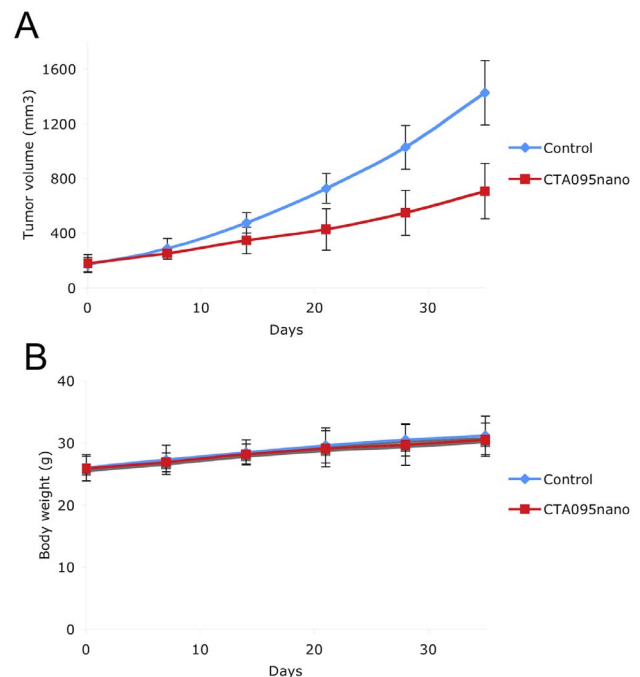 A
Tumor volume (mm3)
1600
1200
800
400
0
0 10 20 30
Days
Control
CTA095nano
B
Body weight (g)
40
30
20
10
0
0 10 20 30
Days
Control
CTA095nano